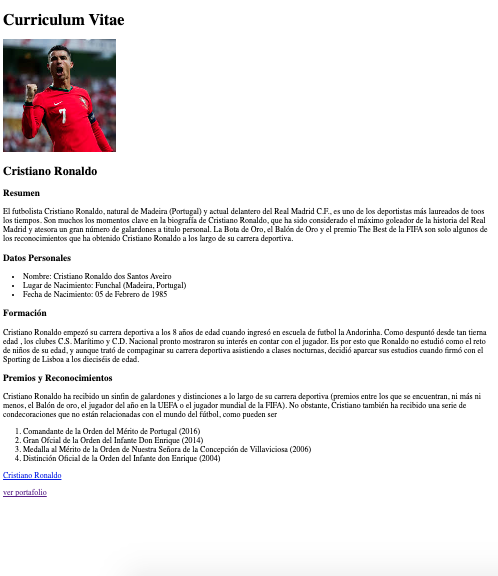 Curriculum Vitae
7
Cristiano Ronaldo
Resumen
El futbolista Cristiano Ronaldo, natural de Madeira (Portugal) y actual delantero del Real Madrid C.F., es uno de los deportistas más laureados de toos
los tiempos. Son muchos los momentos clave en la biografía de Cristiano Ronaldo, que ha sido considerado el máximo goleador de la historia del Real
Madrid y atesora un gran número de galardones a titulo personal. La Bota de Oro, el Balón de Oro y el premio The Best de la FIFA son solo algunos de
los reconocimientos que ha obtenido Cristiano Ronaldo a los largo de su carrera deportiva.
Datos Personales
• Nombre: Cristiano Ronaldo dos Santos Aveiro
• Lugar de Nacimiento: Funchal (Madeira, Portugal)
• Fecha de Nacimiento: 05 de Febrero de 1985
Formación
Cristiano Ronaldo empezó su carrera deportiva a los 8 años de edad cuando ingresó en escuela de futbol la Andorinha. Como despuntó desde tan tierna
edad , los clubes C.S. Marítimo y C.D. Nacional pronto mostraron su interés en contar con el jugador. Es por esto que Ronaldo no estudió como el reto
de niños de su edad, y aunque trató de compaginar su carrera deportiva asistiendo a clases nocturnas, decidió aparcar sus estudios cuando firmó con el
Sporting de Lisboa a los dieciséis de edad.
Premios y Reconocimientos
Cristiano Ronaldo ha recibido un sinfin de galardones y distinciones a lo largo de su carrera deportiva (premios entre los que se encuentran, ni más ni
menos, el Balón de oro, el jugador del año en la UEFA o el jugador mundial de la FIFA). No obstante, Cristiano también ha recibido una serie de
condecoraciones que no están relacionadas con el mundo del fútbol, como pueden ser
1. Comandante de la Orden del Mérito de Portugal (2016)
2. Gran Ofcial de la Orden del Infante Don Enrique (2014)
3. Medalla al Mérito de la Orden de Nuestra Señora de la Concepción de Villaviciosa (2006)
4. Distinción Oficial de la Orden del Infante don Enrique (2004)
Cristiano Ronaldo
ver portafolio